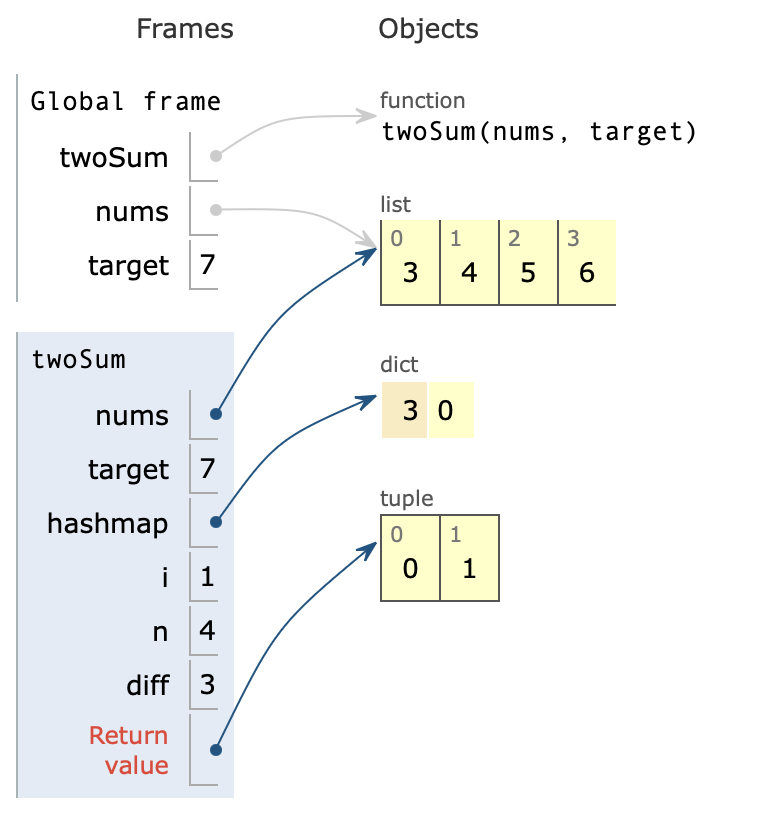 Frames Objects
Global frame
function
twoSum(nums, target)
twoSum
nums
target 7
list
0 1 2 3
3 4 5 6
twoSum
nums
target 7
hashmap
i 1
n 4
diff 3
Return
value
dict
3 0
tuple
0 1
0 1